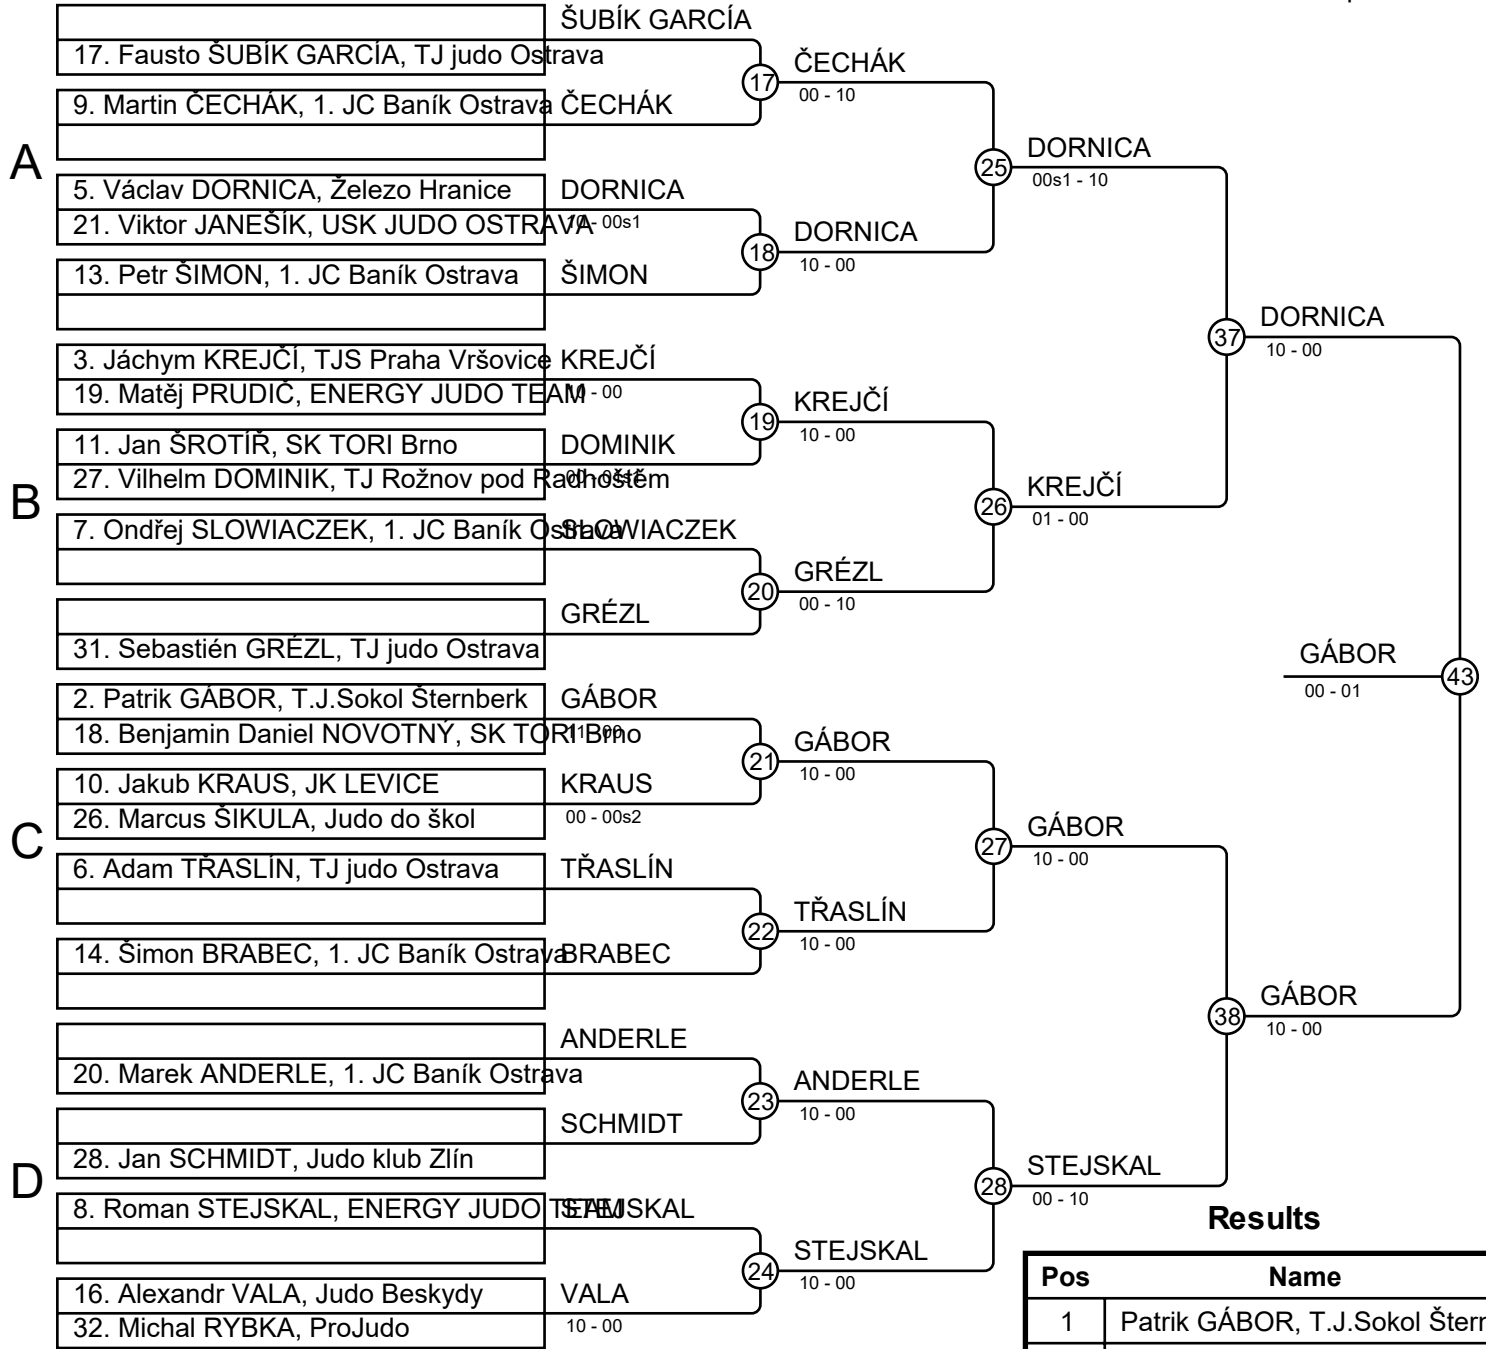 ŠUBÍK GARCÍA
17. Fausto ŠUBÍK GARCÍA, TJ judo Ostrava
17
ČECHÁK
00 - 10
9. Martin ČECHÁK, 1. JC Baník Ostrava
ČECHÁK
A
25
DORNICA
00s1 - 10
5. Václav DORNICA, Železo Hranice
DORNICA
21. Viktor JANEŠÍK, USK JUDO OSTRAVA
10 - 00s1
18
DORNICA
10 - 00
13. Petr ŠIMON, 1. JC Baník Ostrava
ŠIMON
37
DORNICA
10 - 00
3. Jáchym KREJČÍ, TJS Praha Vršovice
KREJČÍ
19. Matěj PRUDIČ, ENERGY JUDO TEAM
10 - 00
19
KREJČÍ
10 - 00
11. Jan ŠROTÍŘ, SK TORI Brno
DOMINIK
27. Vilhelm DOMINIK, TJ Rožnov pod Radhoštěm
B
26
KREJČÍ
01 - 00
7. Ondřej SLOWIACZEK, 1. JC Baník Ostrava
SLOWIACZEK
20
GRÉZL
00 - 10
GRÉZL
31. Sebastién GRÉZL, TJ judo Ostrava
GÁBOR
00 - 01
43
2. Patrik GÁBOR, T.J.Sokol Šternberk
GÁBOR
18. Benjamin Daniel NOVOTNÝ, SK TORI Brno
11 - 00
21
GÁBOR
10 - 00
10. Jakub KRAUS, JK LEVICE
KRAUS
26. Marcus ŠIKULA, Judo do škol
00 - 00s2
C
27
GÁBOR
10 - 00
6. Adam TŘASLÍN, TJ judo Ostrava
TŘASLÍN
22
TŘASLÍN
10 - 00
14. Šimon BRABEC, 1. JC Baník Ostrava
BRABEC
38
GÁBOR
10 - 00
ANDERLE
20. Marek ANDERLE, 1. JC Baník Ostrava
23
ANDERLE
10 - 00
SCHMIDT
28. Jan SCHMIDT, Judo klub Zlín
D
28
STEJSKAL
00 - 10
8. Roman STEJSKAL, ENERGY JUDO TEAM
STEJSKAL
24
STEJSKAL
10 - 00
16. Alexandr VALA, Judo Beskydy
VALA
32. Michal RYBKA, ProJudo
10 - 00
Results
Pos Name
1 Patrik GÁBOR, T.J.Sokol Štern